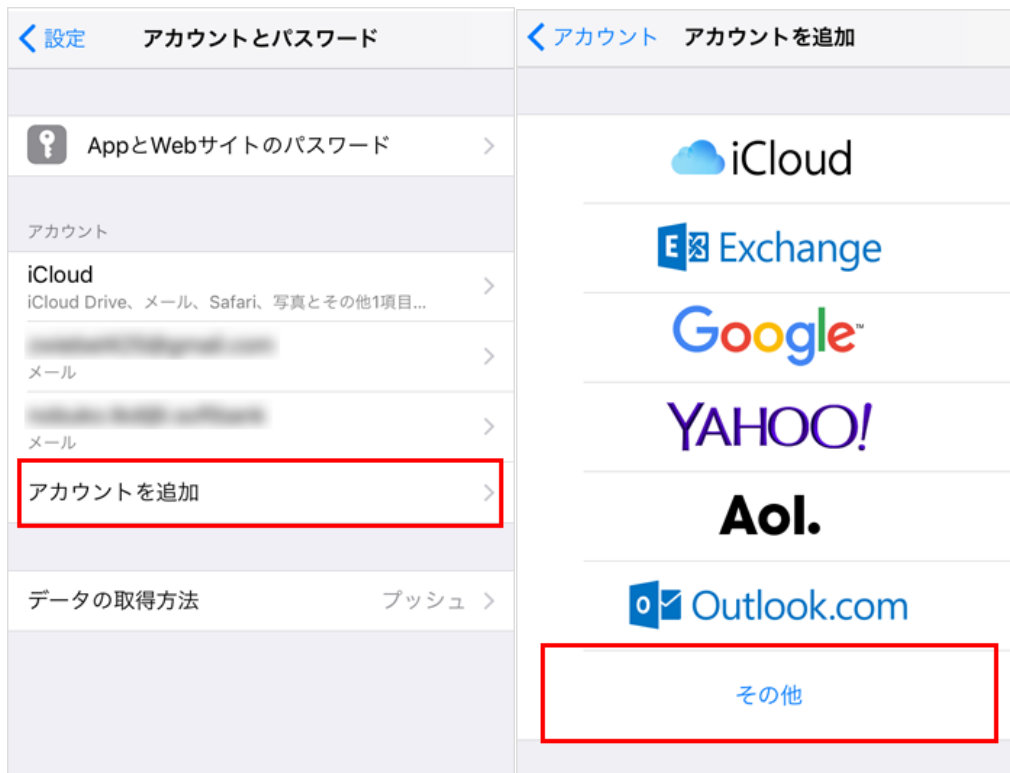 設定
アカウントとパスワード
AppとWebサイトのパスワード
アカウント
iCloud
iCloud Drive、メール、Safari、写真とその他1項目...
メール
メール
アカウントを追加
データの取得方法
プッシュ
アカウント
アカウントを追加
iCloud
Exchange
Google™
YAHOO!
Aol.
Outlook.com
その他